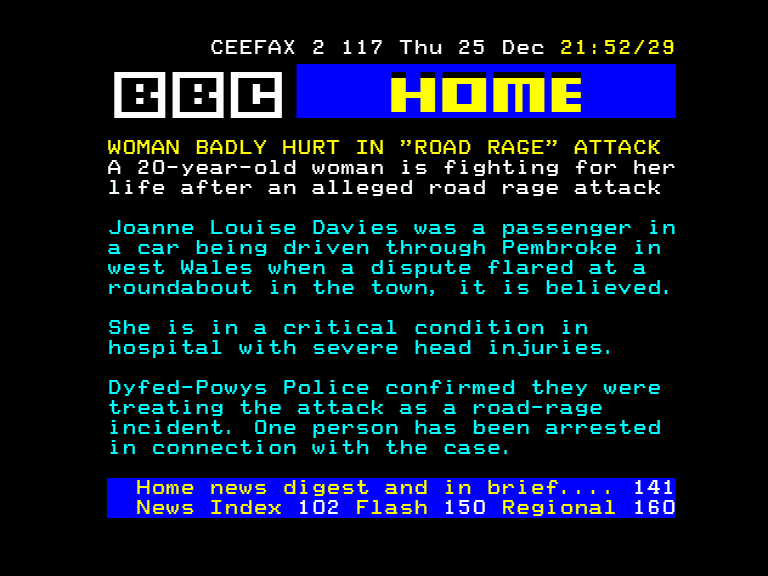 CEEFAX 2 117 Thu 25 Dec 21:52/29
BBC HOME
WOMAN BADLY HURT IN ”ROAD RAGE” ATTACK
A 20-year-old woman is fighting for her
life after an alleged road rage attack
Joanne Louise Davies was a passenger in
a car being driven through Pembroke in
west Wales when a dispute flared at a
roundabout in the town, it is believed.
She is in a critical condition in
hospital with severe head injuries.
Dyfed-Powys Police confirmed they were
treating the attack as a road-rage
incident. One person has been arrested
in connection with the case.
Home news digest and in brief.... 141
News Index 102 Flash 150 Regional 160